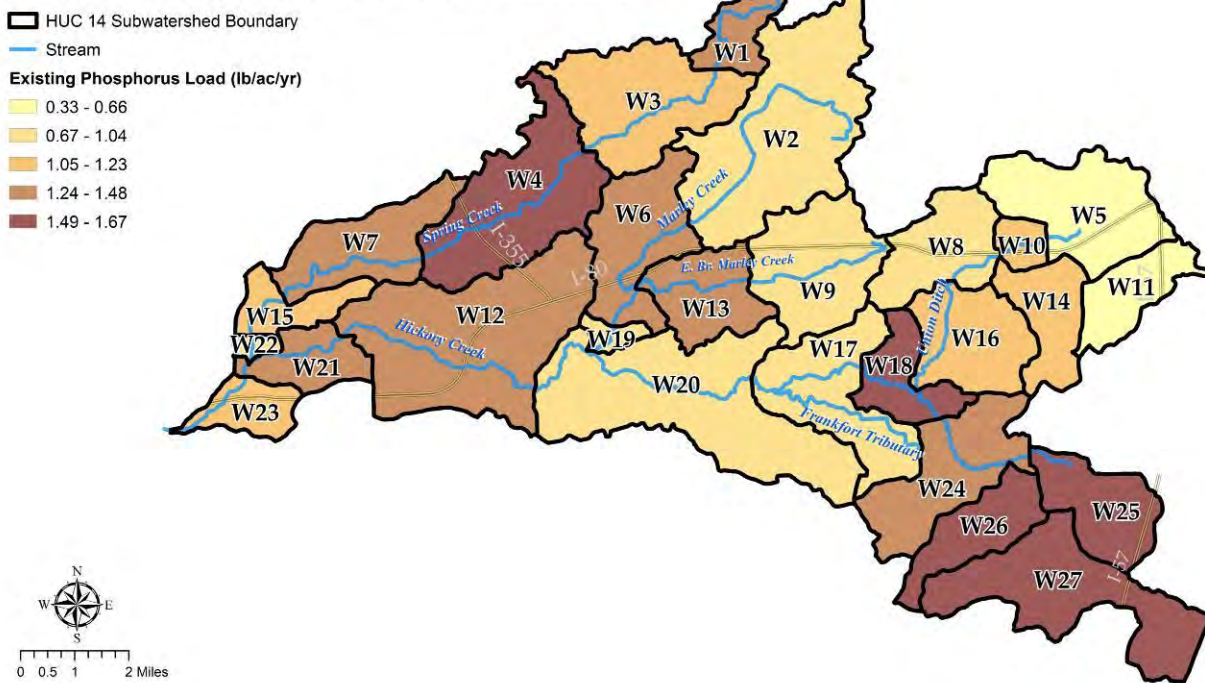 HUC 14 Subwatershed Boundary
Stream
Existing Phosphorus Load (lb/ac/yr)
0.33 - 0.66
0.67 - 1.04
1.05 - 1.23
1.24 - 1.48
1.49 - 1.67
W1
W3
W2
W4
W6
Marley Creek
W5
Spring Creek
I-355
W7
W8
W10
I-80
E. Br. Marley Creek
W9
W11
I-57
W13
W14
W15
W12
Union Ditch
W16
W22
Hickory Creek
W19
W17
W18
W21
W20
W23
Frankfort Tributary
W24
W25
W26
W27
I-57
N
W E
S
0 0.5 1 2 Miles